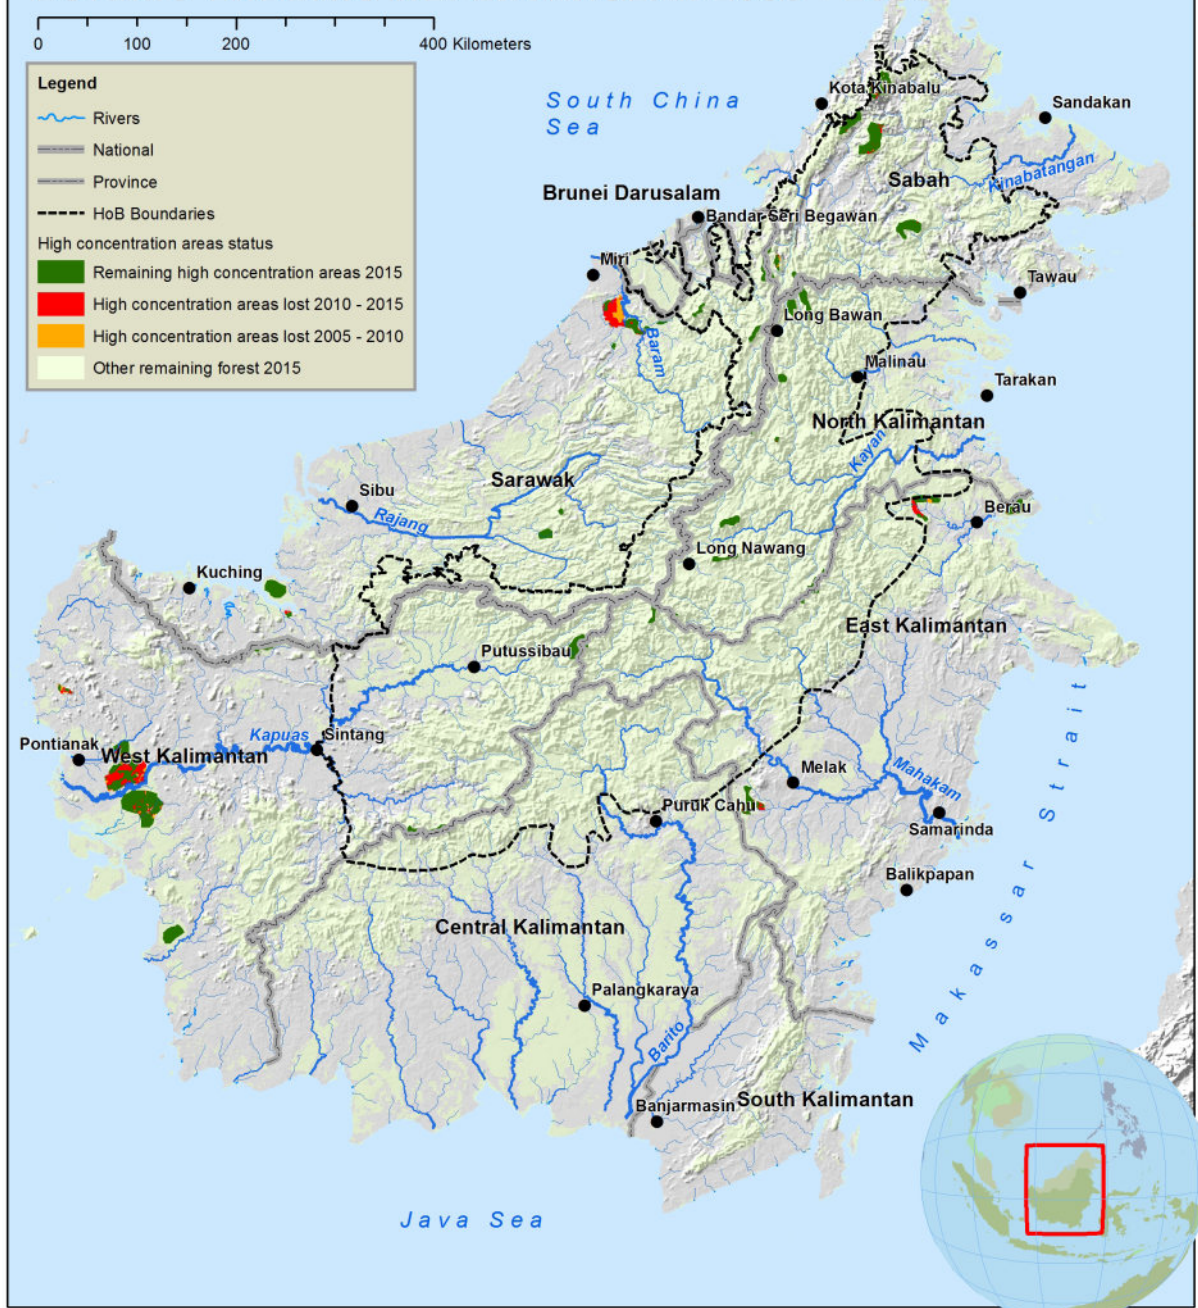 0 100 200 400 Kilometers
Legend
Rivers
National
Province
HoB Boundaries
High concentration areas status
Remaining high concentration areas 2015
High concentration areas lost 2010 - 2015
High concentration areas lost 2005 - 2010
Other remaining forest 2015
South China
Sea
Kota Kinabalu
Sandakan
Kinabatangan
Sabah
Brunei Darusalam
Bandar Seri Begawan
Miri
Tawau
Long Bawan
Baram
Malinau
Tarakan
North Kalimantan
Kayan
Sarawak
Sibu
Rajang
Berau
Long Nawang
Kuching
East Kalimantan
Putussibau
Kapuas
Sintang
Pontianak
West Kalimantan
Melak
Mahakam
Puruk Cahu
Samarinda
Balikpapan
Makassar Strait
Central Kalimantan
Palangkaraya
Barito
Banjarmasin
South Kalimantan
Java Sea